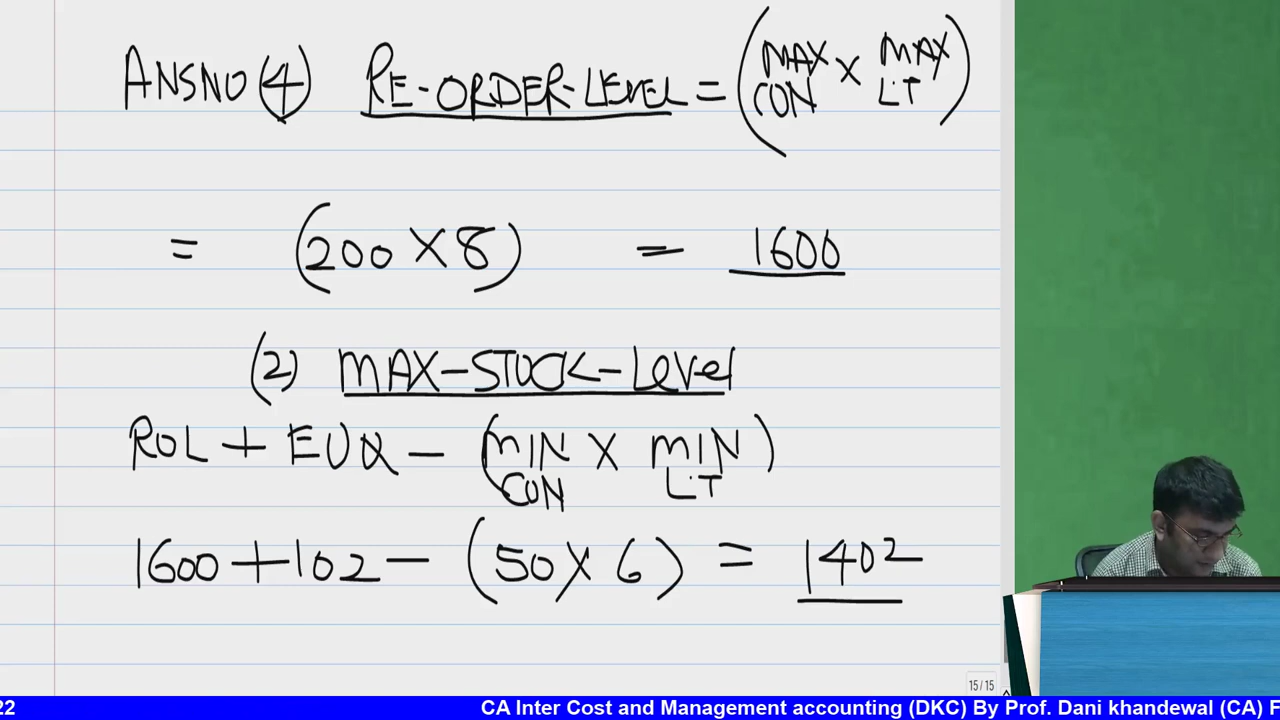 ANSNO (4) RE-ORDER-LEVEL = (MAX CON × MAX L.T)
= (200 × 8) = 1600
(2) MAX-STOCK-Level
ROL + EOQ - (MIN CON × MIN L.T)
1600 + 102 - (50 × 6) = 1402
15/15
22 CA Inter Cost and Management accounting (DKC) By Prof. Dani khandewal (CA) F